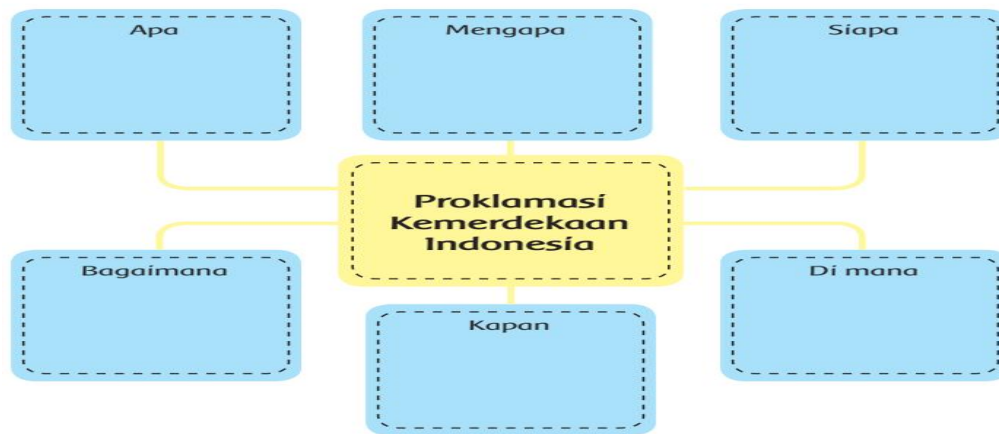 Apa
Mengapa
Siapa
Proklamasi
Kemerdekaan
Indonesia
Bagaimana
Kapan
Di mana